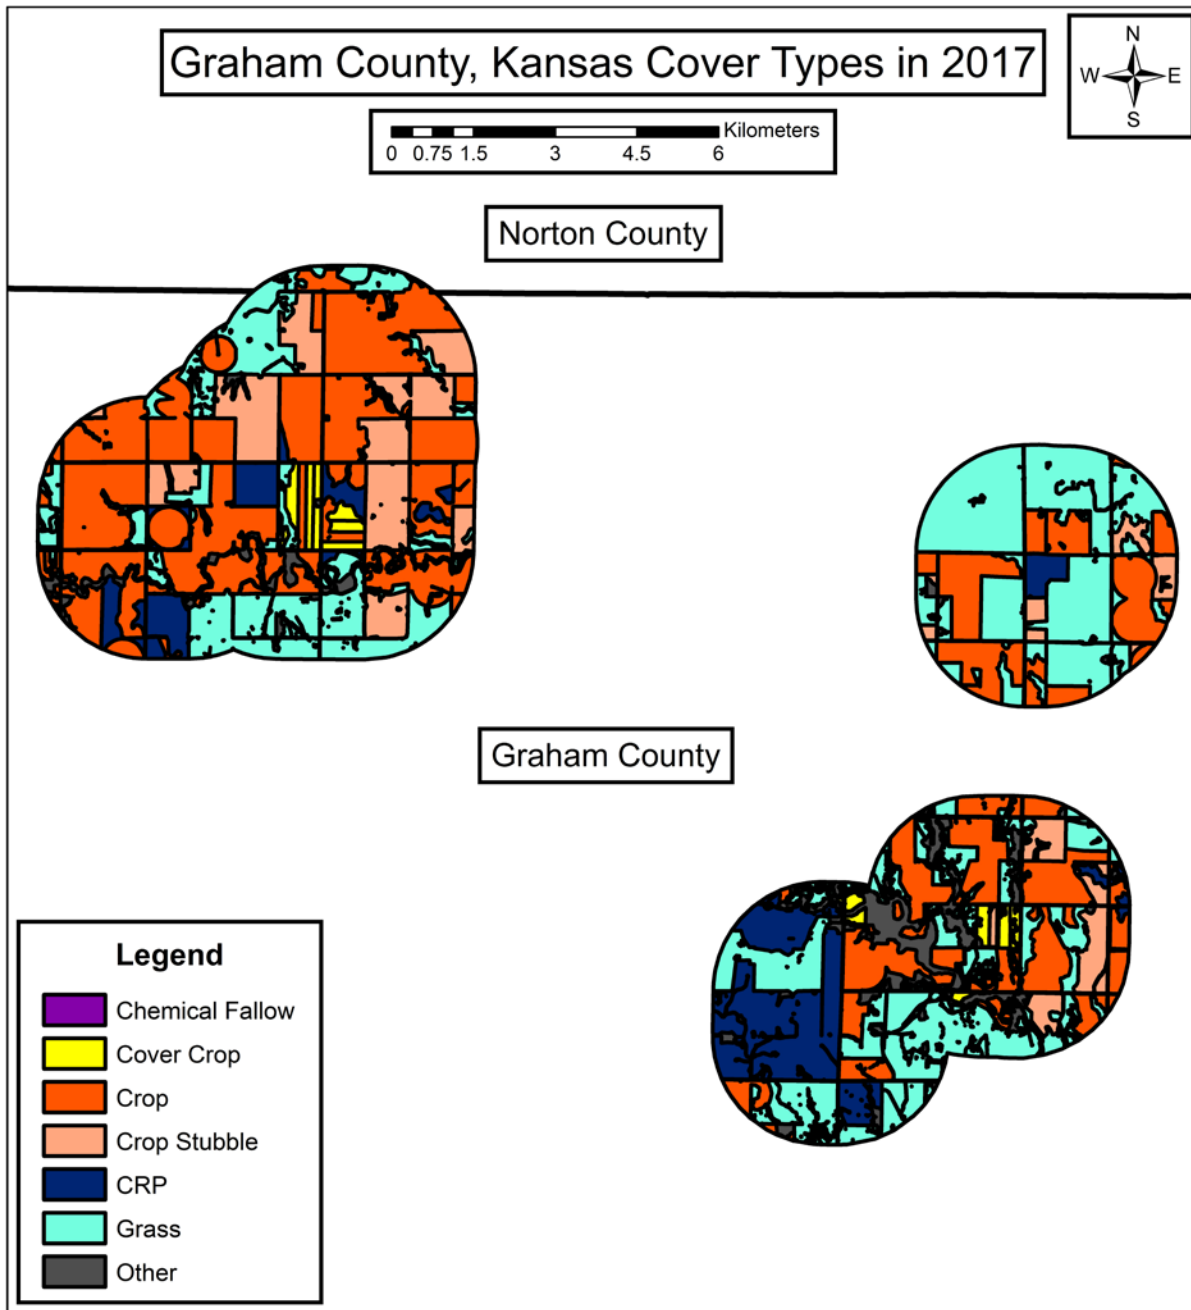 Graham County, Kansas Cover Types in 2017
N
W E
S
Kilometers
0 0.75 1.5 3 4.5 6
Norton County
Graham County
Legend
Chemical Fallow
Cover Crop
Crop
Crop Stubble
CRP
Grass
Other